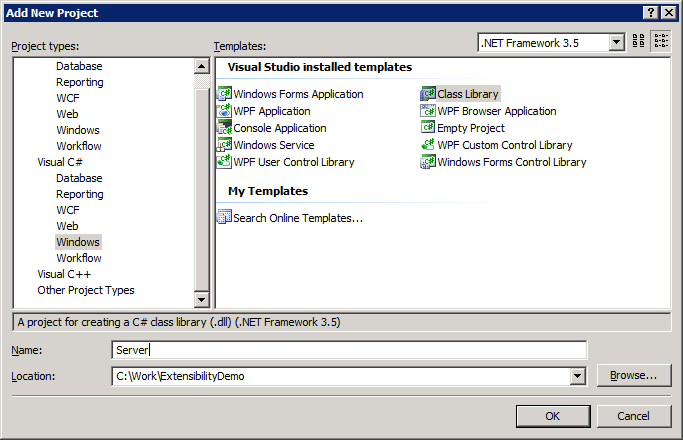 Add New Project
Project types:
Templates:
.NET Framework 3.5
Database
Reporting
WCF
Web
Windows
Workflow
Visual C#
Database
Reporting
WCF
Web
Windows
Workflow
Visual C++
Other Project Types
Visual Studio installed templates
Windows Forms Application
Class Library
WPF Application
WPF Browser Application
Console Application
Empty Project
Windows Service
WPF Custom Control Library
WPF User Control Library
Windows Forms Control Library
My Templates
Search Online Templates...
A project for creating a C# class library (.dll) (.NET Framework 3.5)
Name:
Server
Location:
C:\Work\ExtensibilityDemo
Browse...
OK
Cancel